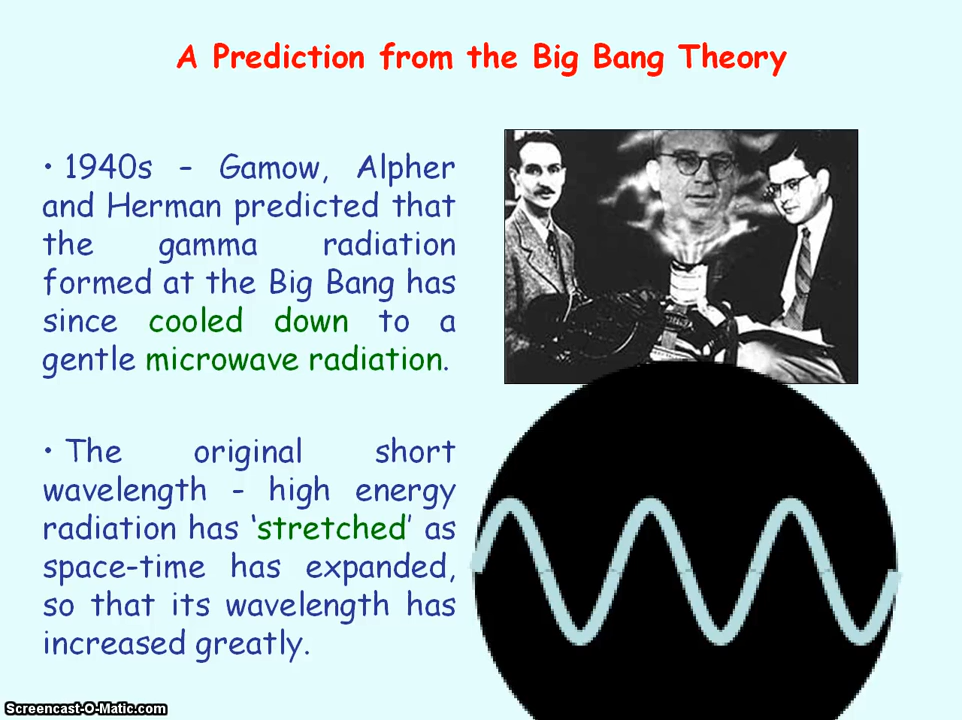 A Prediction from the Big Bang Theory
• 1940s - Gamow, Alpher
and Herman predicted that
the gamma radiation
formed at the Big Bang has
since cooled down to a
gentle microwave radiation.
• The original short
wavelength - high energy
radiation has ‘stretched’ as
space-time has expanded,
so that its wavelength has
increased greatly.
Screencast-O-Matic.com